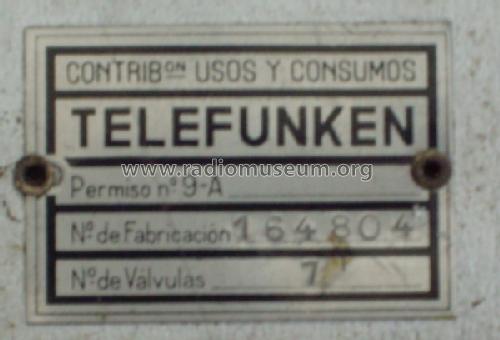 CONTRIBᵒⁿ USOS Y CONSUMOS
TELEFUNKEN
www.radiomuseum.org
Permiso nº 9-A
Nº de Fabricación 164804
Nº de Válvulas 7